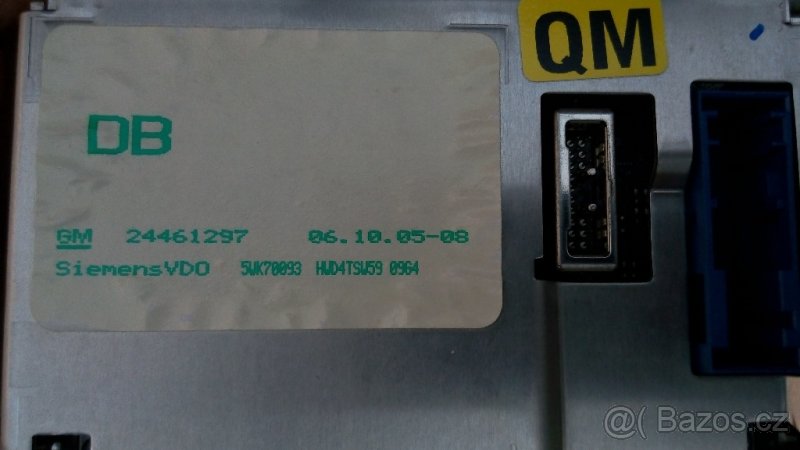 QM
DB
GM 24461297 06.10.05-08
SiemensVDO 5WK70093 HWD4TSW59 0964
@( Bazos.cz